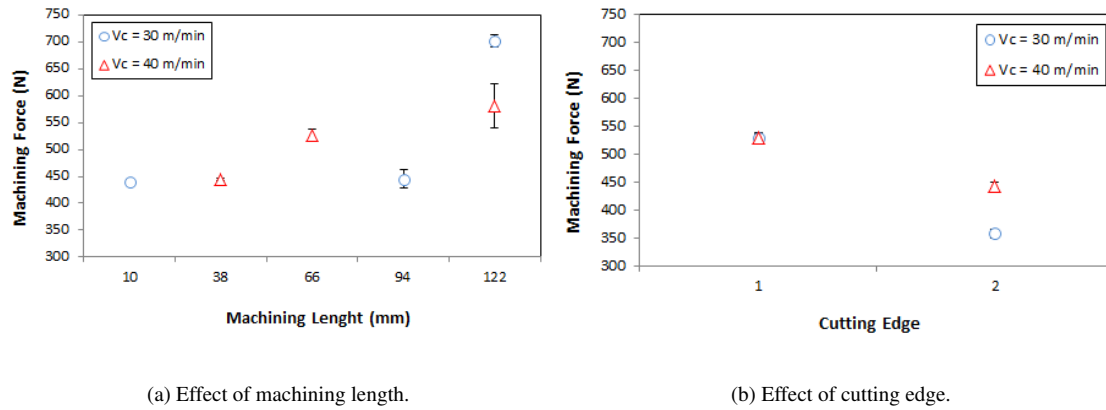 750
700
650
600
550
500
450
400
350
300
Machining Force (N)
Vc = 30 m/min
Vc = 40 m/min
10 38 66 94 122
Machining Lenght (mm)
(a) Effect of machining length.
750
700
650
600
550
500
450
400
350
300
Machining Force (N)
Vc = 30 m/min
Vc = 40 m/min
1 2
Cutting Edge
(b) Effect of cutting edge.